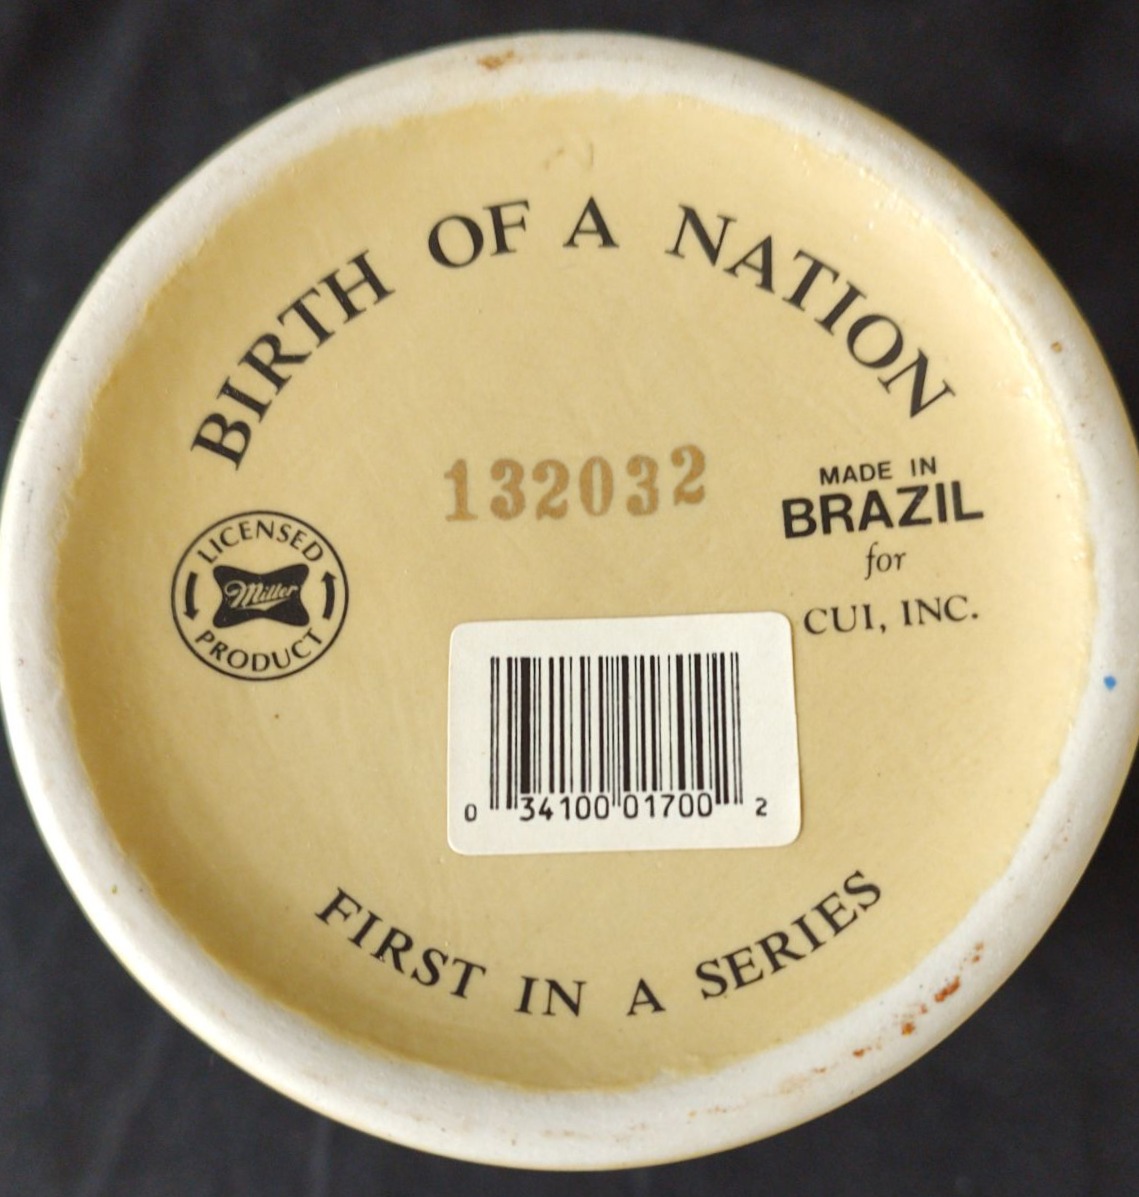 BIRTH OF A NATION
132032
MADE IN
BRAZIL
for
CUI, INC.
LICENSED
Miller
PRODUCT
0 34100 01700 2
FIRST IN A SERIES